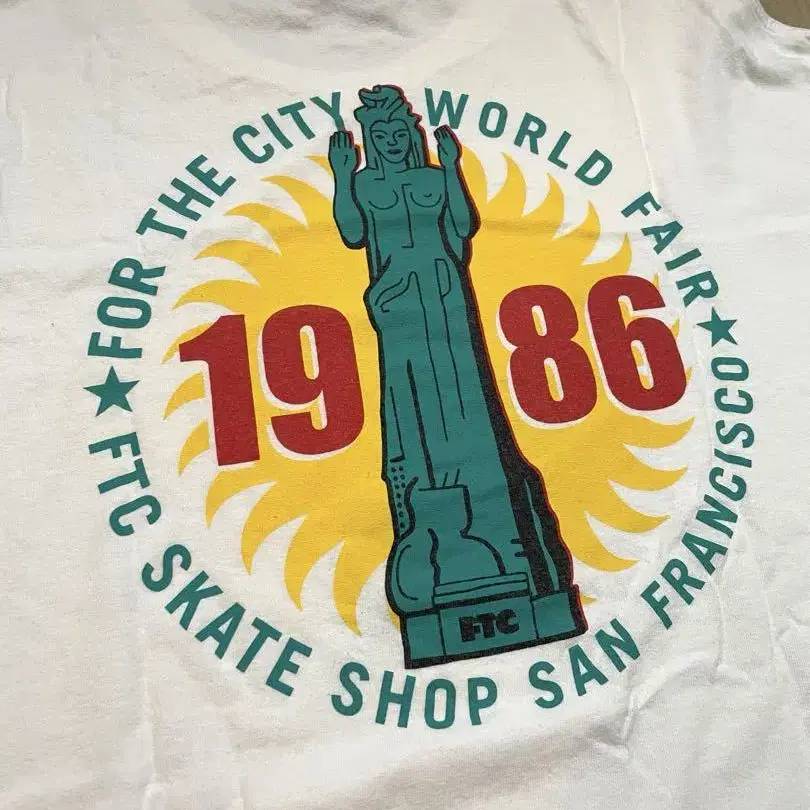 FOR THE CITY WORLD FAIR
1986
FTC SKATE SHOP SAN FRANCISCO
FTC